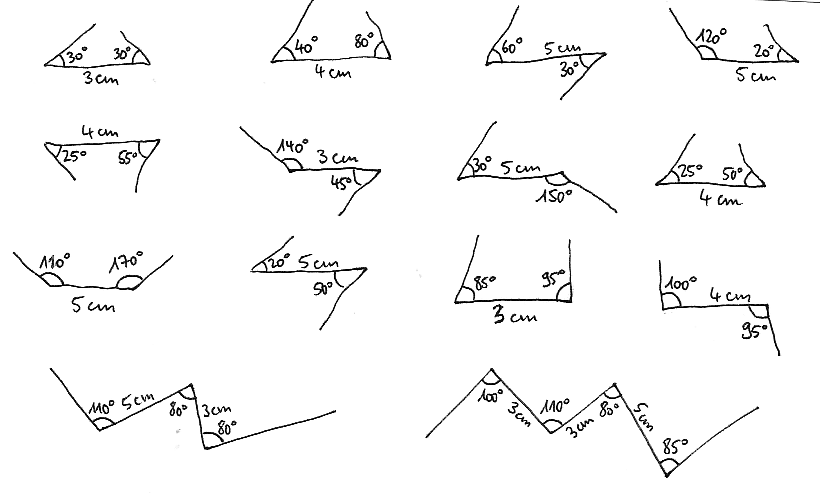 30° 30°
3 cm
40° 80°
4 cm
60° 5 cm
30°
120° 20°
5 cm
4 cm
25° 55°
140° 3 cm
45°
30° 5 cm
150°
25° 50°
4 cm
110° 170°
5 cm
20° 5 cm
50°
85° 95°
3 cm
100° 4 cm
95°
110° 5 cm 80° 3 cm
80°
100° 3 cm 110° 3 cm 80° 5 cm
85°